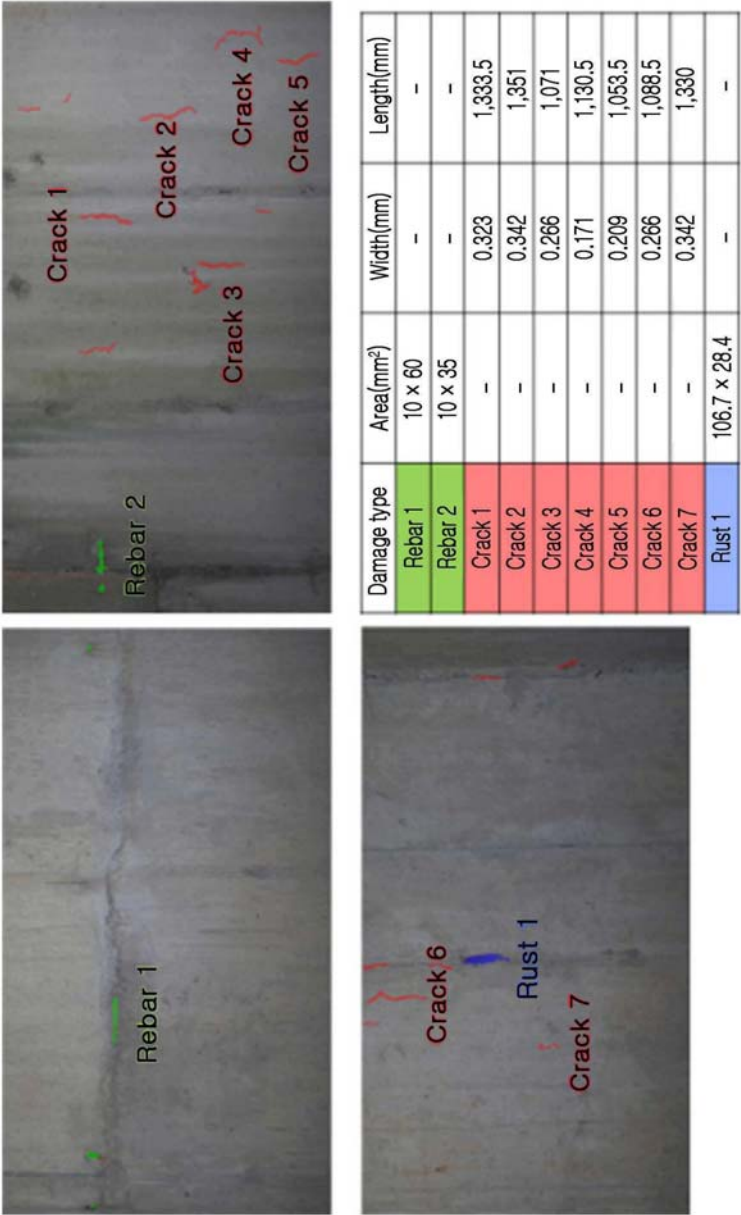 Rebar 1
Rebar 2
Crack 1
Crack 2
Crack 3
Crack 4
Crack 5
Crack 6
Rust 1
Crack 7
Damage type Area(mm²) Width(mm) Length(mm)
Rebar 1 10 × 60 – –
Rebar 2 10 × 35 – –
Crack 1 – 0.323 1,333.5
Crack 2 – 0.342 1,351
Crack 3 – 0.266 1,071
Crack 4 – 0.171 1,130.5
Crack 5 – 0.209 1,053.5
Crack 6 – 0.266 1,088.5
Crack 7 – 0.342 1,330
Rust 1 106.7 × 28.4 – –